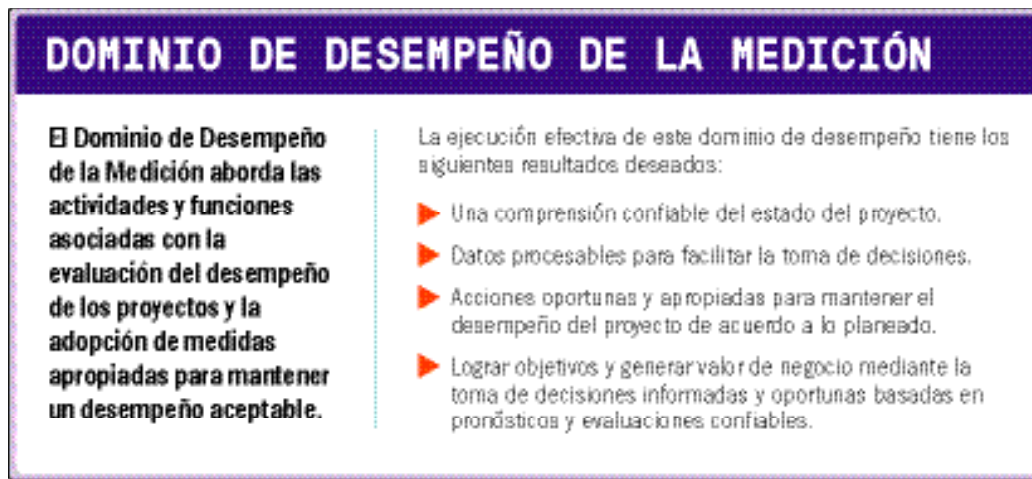 DOMINIO DE DESEMPEÑO DE LA MEDICIÓN
El Dominio de Desempeño
de la Medición aborda las
actividades y funciones
asociadas con la
evaluación del desempeño
de los proyectos y la
adopción de medidas
apropiadas para mantener
un desempeño aceptable.
La ejecución efectiva de este dominio de desempeño tiene los
siguientes resultados deseados:
Una comprensión confiable del estado del proyecto.
Datos procesables para facilitar la toma de decisiones.
Acciones oportunas y apropiadas para mantener el
desempeño del proyecto de acuerdo a lo planeado.
Lograr objetivos y generar valor de negocio mediante la
toma de decisiones informadas y oportunas basadas en
pronósticos y evaluaciones confiables.